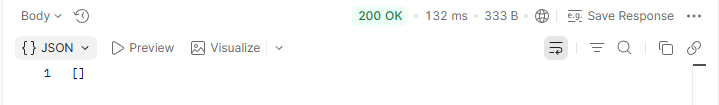 Body 200 OK • 132 ms • 333 B • e.g. Save Response
{} JSON Preview Visualize
1 []